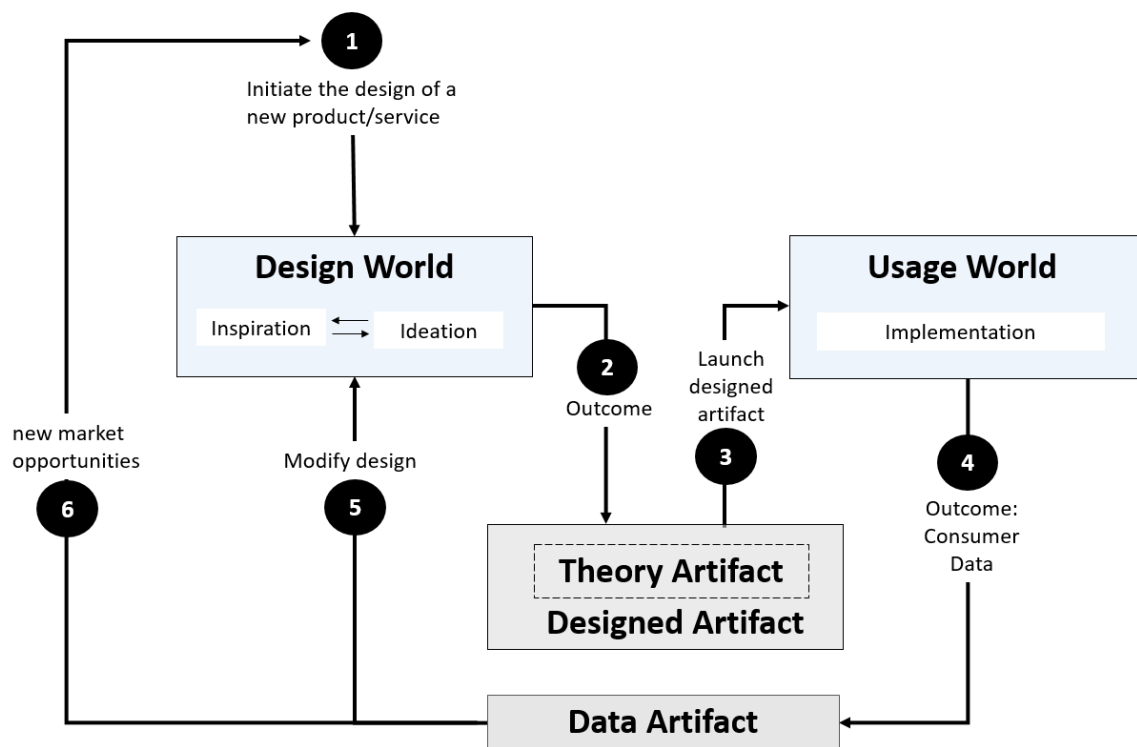 1
Initiate the design of a
new product/service
Design World
Inspiration
Ideation
Usage World
Implementation
2
Outcome
Launch
designed
artifact
3
4
Outcome:
Consumer
Data
new market
opportunities
6
Modify design
5
Theory Artifact
Designed Artifact
Data Artifact